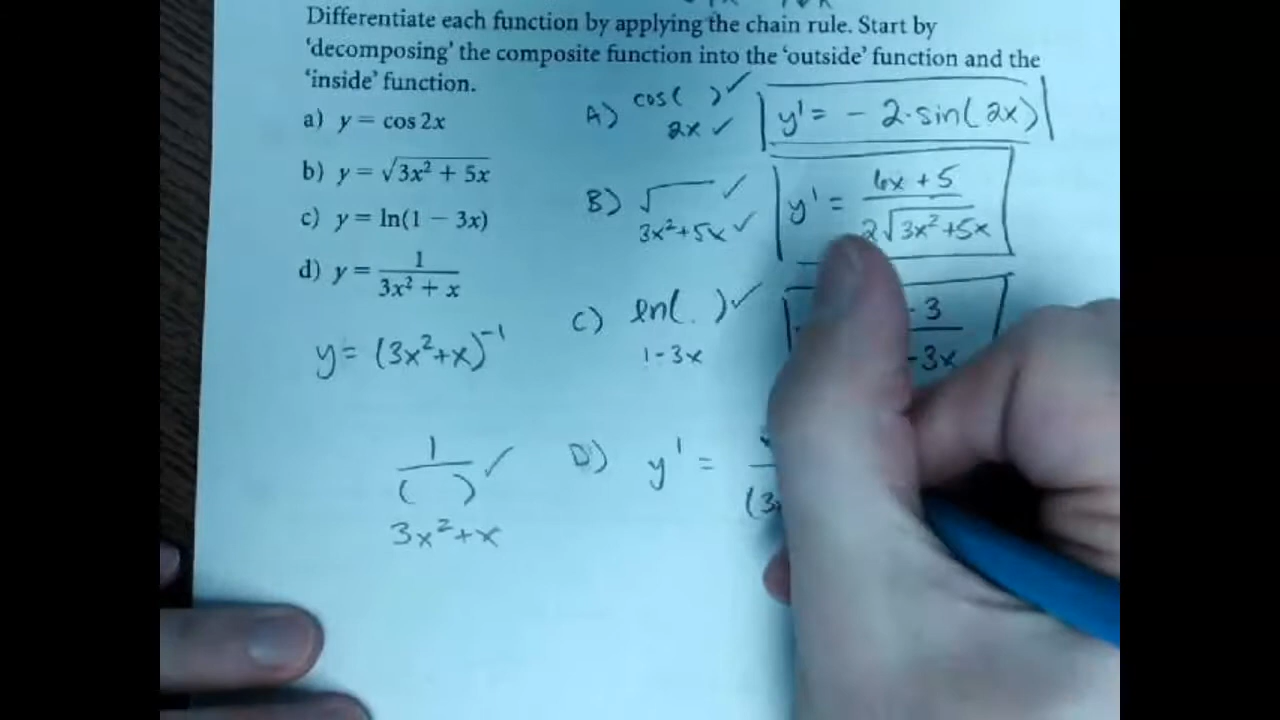 Differentiate each function by applying the chain rule. Start by
'decomposing' the composite function into the 'outside' function and the
'inside' function.
a) y = cos 2x
b) y = √3x² + 5x
c) y = ln(1 − 3x)
d) y = 1/(3x² + x)
y = (3x²+x)⁻¹
1/( ) ✓
3x²+x
A) cos( ) ✓
2x ✓
y' = − 2·sin(2x)
B) √ ✓
3x²+5x ✓
y' = (6x+5)/(2√3x²+5x)
C) ln( ) ✓
1-3x
-3
-3x
D) y' =
(3x